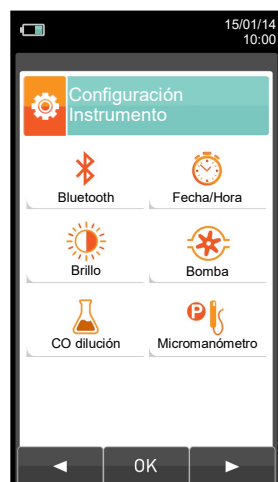 15/01/14
10:00
Configuración
Instrumento
Bluetooth
Fecha/Hora
Brillo
Bomba
P
CO dilución
Micromanómetro
OK